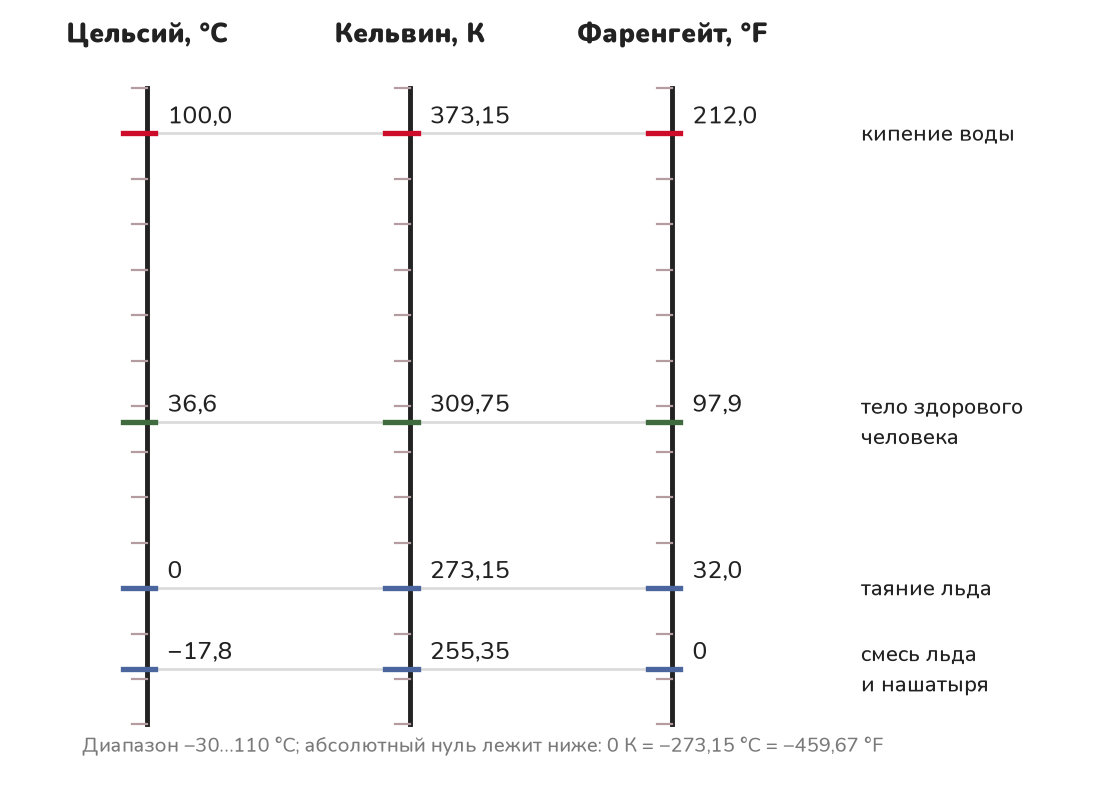 Цельсий, °C
Кельвин, К
Фаренгейт, °F
100,0
373,15
212,0
кипение воды
36,6
309,75
97,9
тело здорового
человека
0
273,15
32,0
таяние льда
−17,8
255,35
0
смесь льда
и нашатыря
Диапазон −30…110 °C; абсолютный нуль лежит ниже: 0 К = −273,15 °C = −459,67 °F